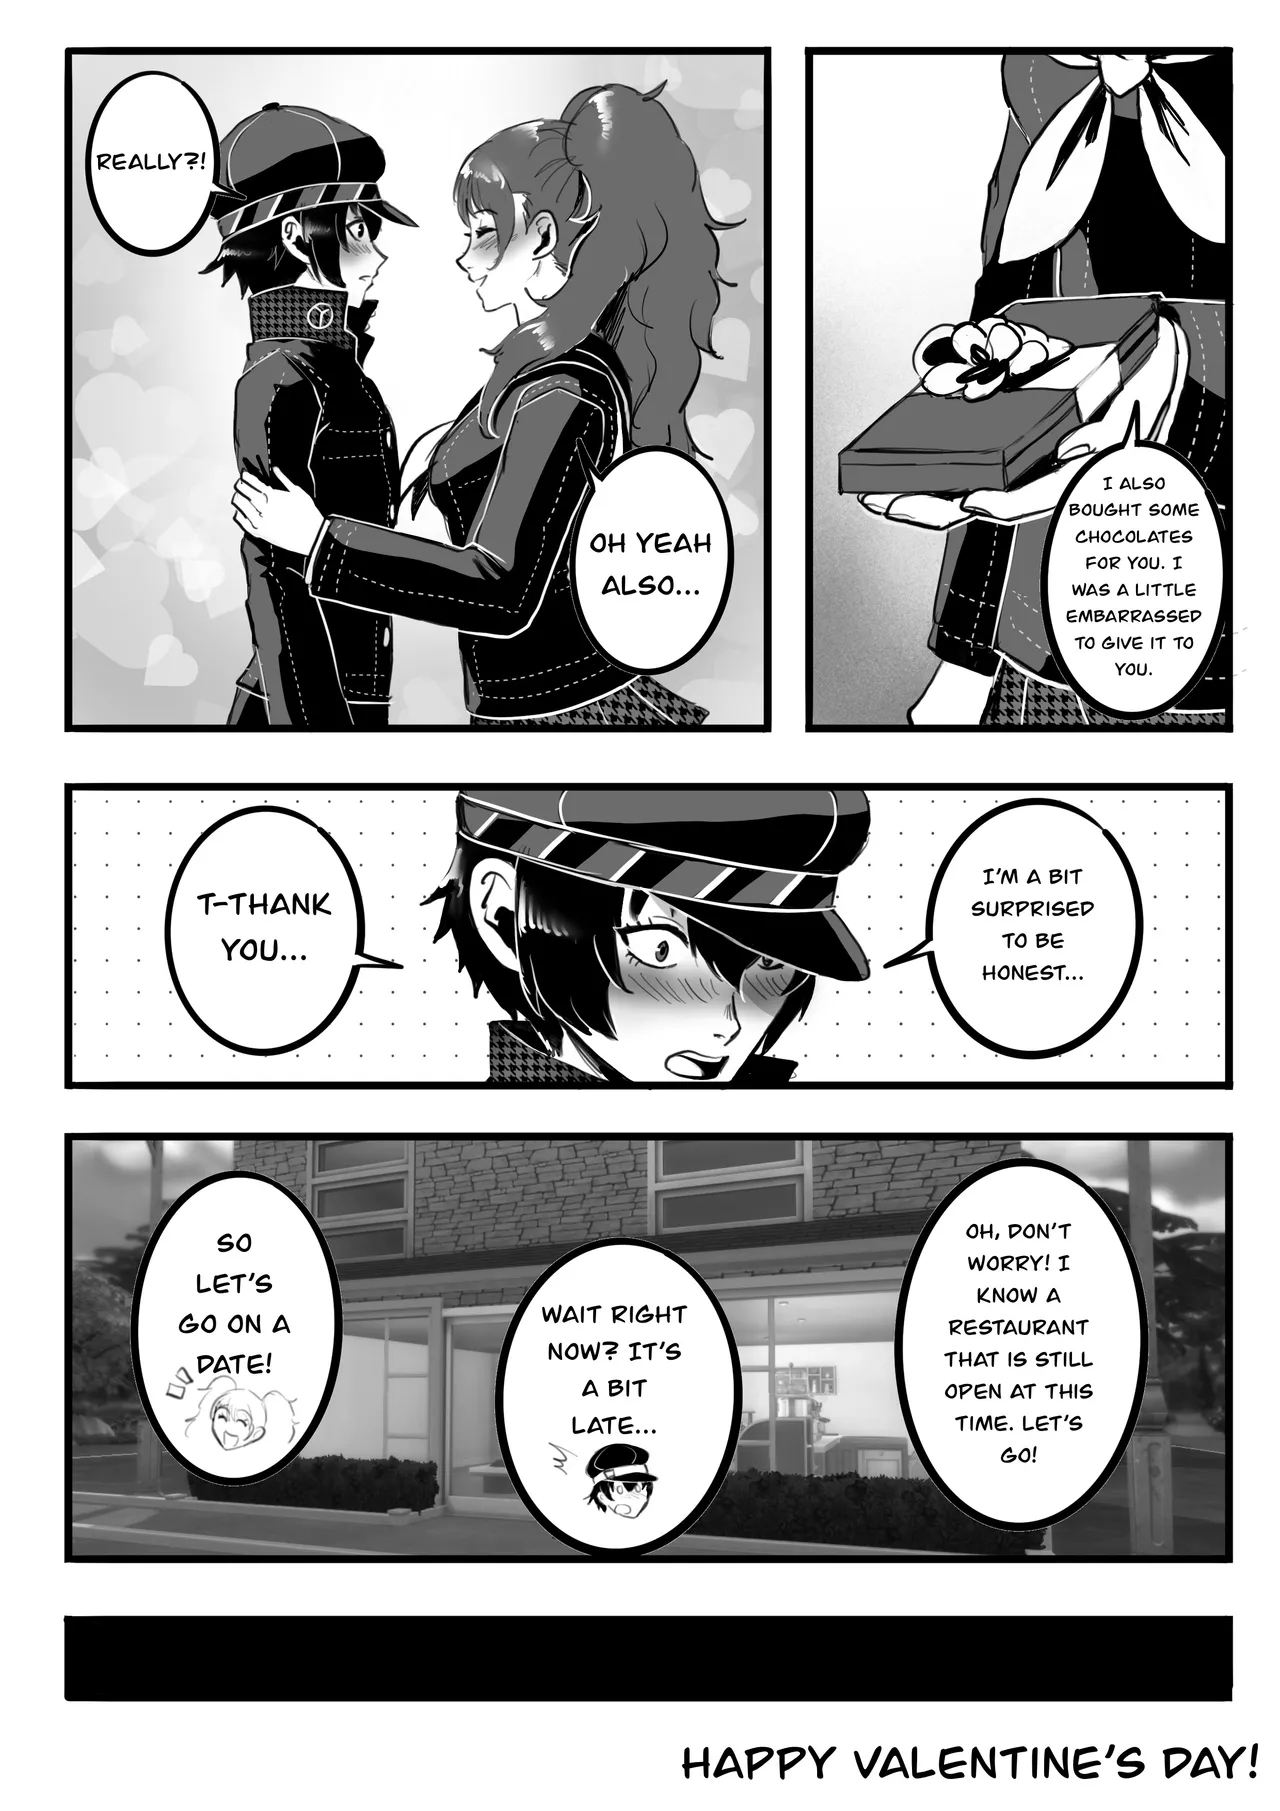 REALLY?!
OH YEAH
ALSO...
I ALSO
BOUGHT SOME
CHOCOLATES
FOR YOU. I
WAS A LITTLE
EMBARRASSED
TO GIVE IT TO
YOU.
T-THANK
YOU...
I'M A BIT
SURPRISED
TO BE
HONEST...
SO
LET'S
GO ON A
DATE!
WAIT RIGHT
NOW? IT'S
A BIT
LATE...
OH, DON'T
WORRY! I
KNOW A
RESTAURANT
THAT IS STILL
OPEN AT THIS
TIME. LET'S
GO!
HAPPY VALENTINE'S DAY!